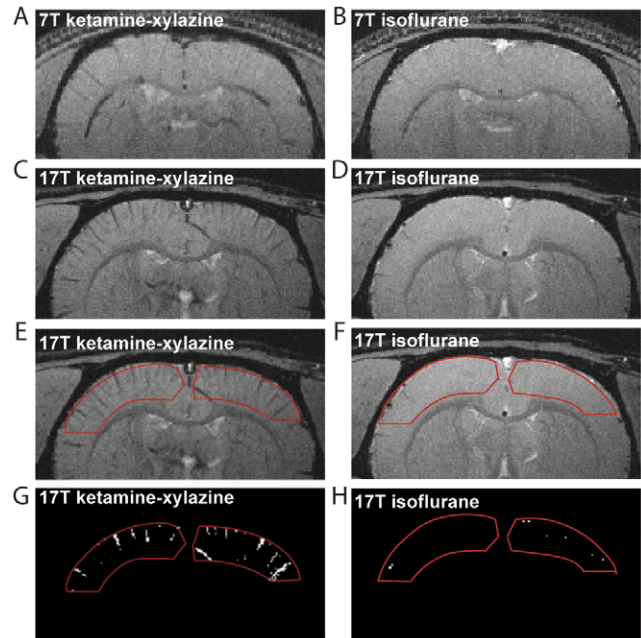 A 7T ketamine-xylazine
B 7T isoflurane
C 17T ketamine-xylazine
D 17T isoflurane
E 17T ketamine-xylazine
F 17T isoflurane
G 17T ketamine-xylazine
H 17T isoflurane